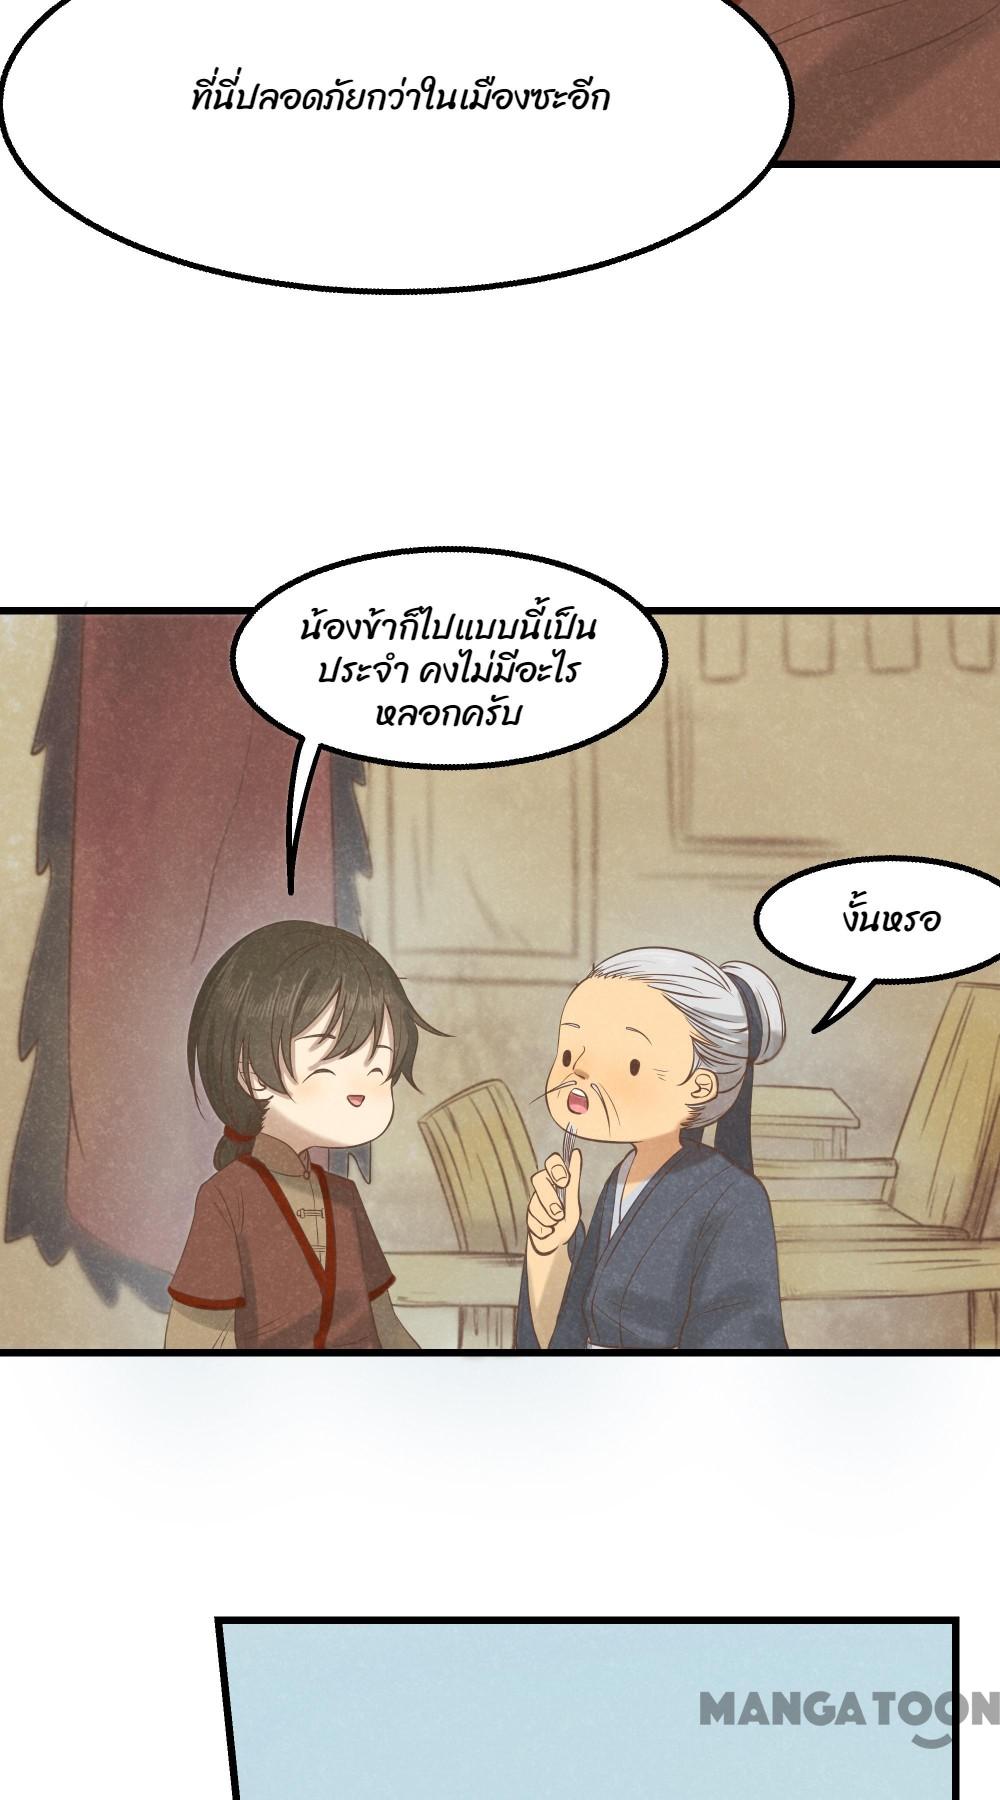 ที่นี่ปลอดภัยกว่าในเมืองซะอีก
น้องข้าก็ไปแบบนี้เป็น
ประจำ คงไม่มีอะไร
หลอกครับ
งั้นหรอ
MANGATOON